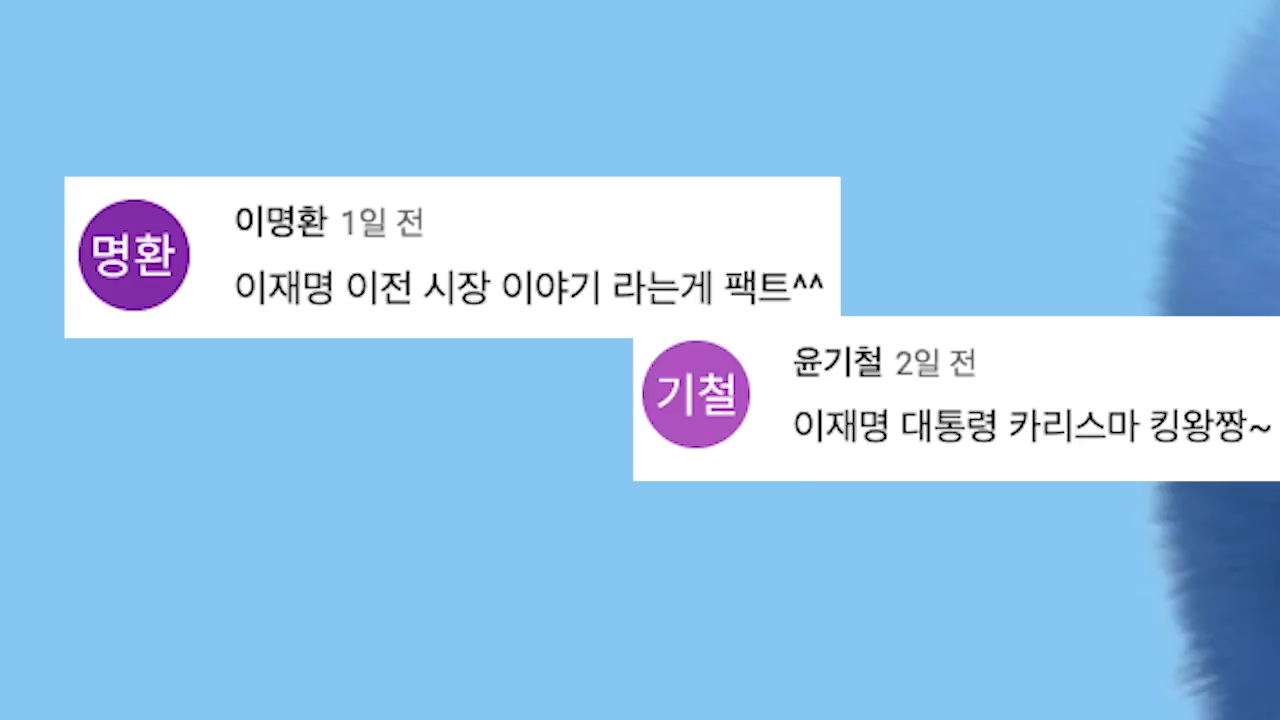 명환
이명환 1일 전
이재명 이전 시장 이야기 라는게 팩트^^
기철
윤기철 2일 전
이재명 대통령 카리스마 킹왕짱~